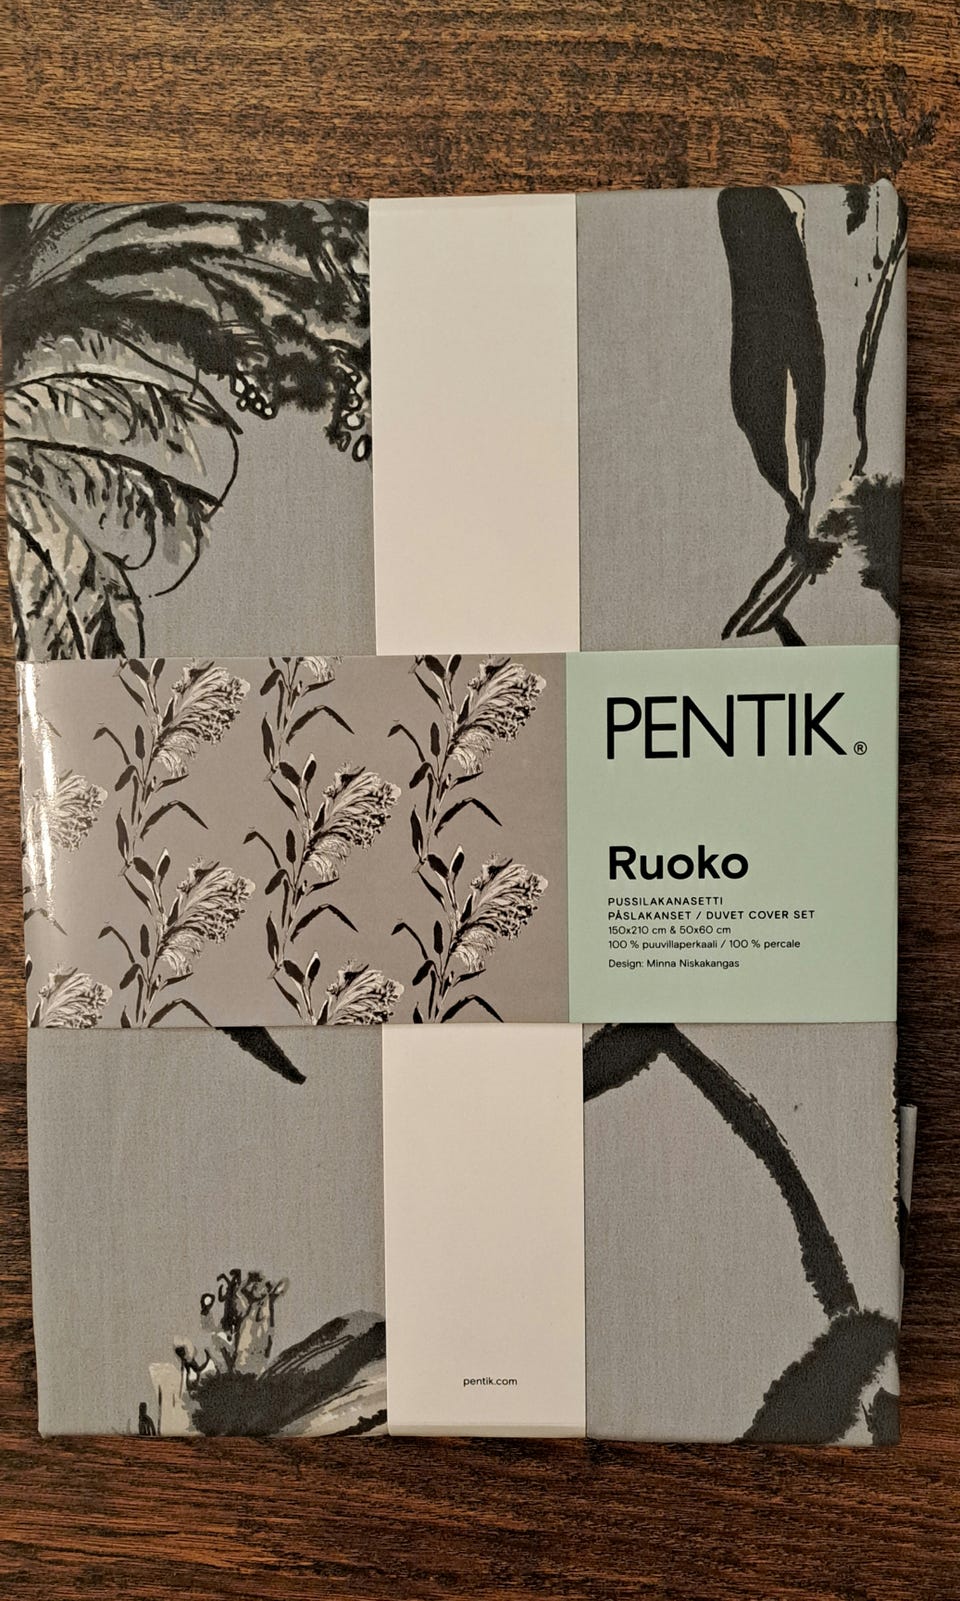 PENTIK®
Ruoko
PUSSILAKANASETTI
PÅSLAKANSET / DUVET COVER SET
150x210 cm & 50x60 cm
100 % puuvillaperkaali / 100 % percale
Design: Minna Niskakangas
pentik.com